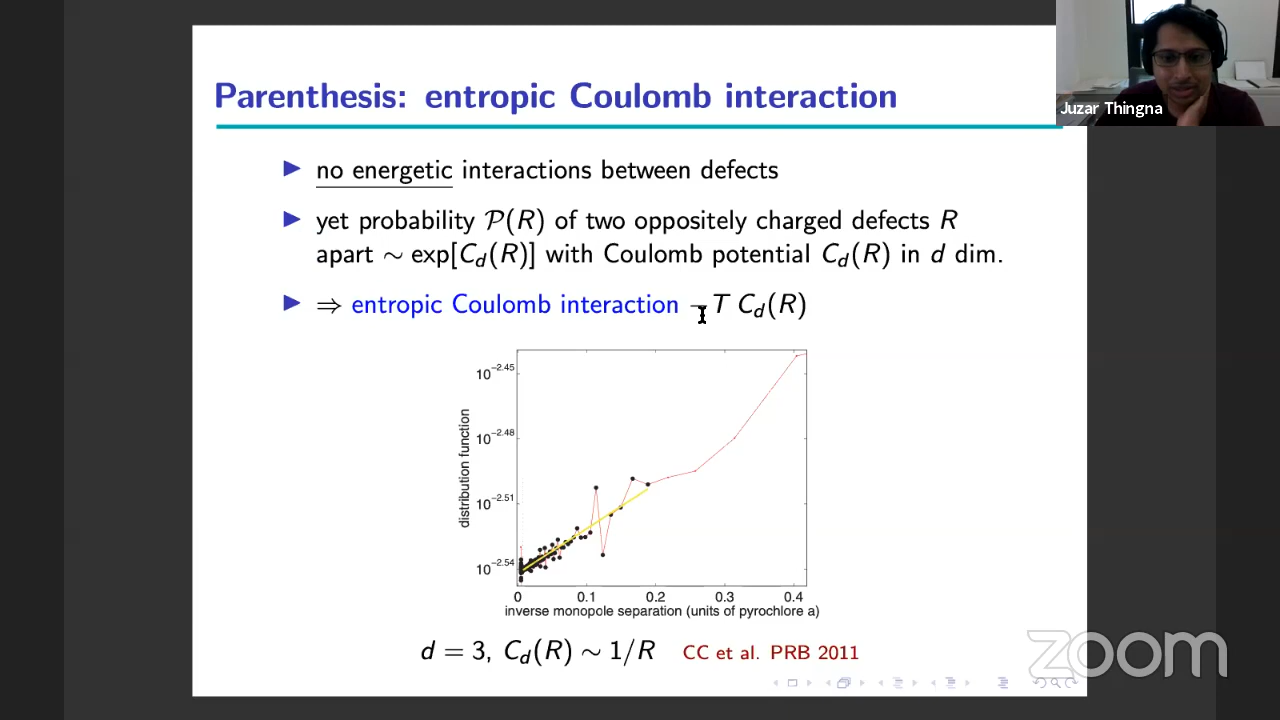 Parenthesis: entropic Coulomb interaction
Juzar Thingna
▶ no energetic interactions between defects
▶ yet probability 𝒫(R) of two oppositely charged defects R
apart ∼ exp[C_d(R)] with Coulomb potential C_d(R) in d dim.
▶ ⇒ entropic Coulomb interaction −T C_d(R)
distribution function
10^−2.45
10^−2.48
10^−2.51
10^−2.54
0 0.1 0.2 0.3 0.4
inverse monopole separation (units of pyrochlore a)
d = 3, C_d(R) ∼ 1/R CC et al. PRB 2011
zoom